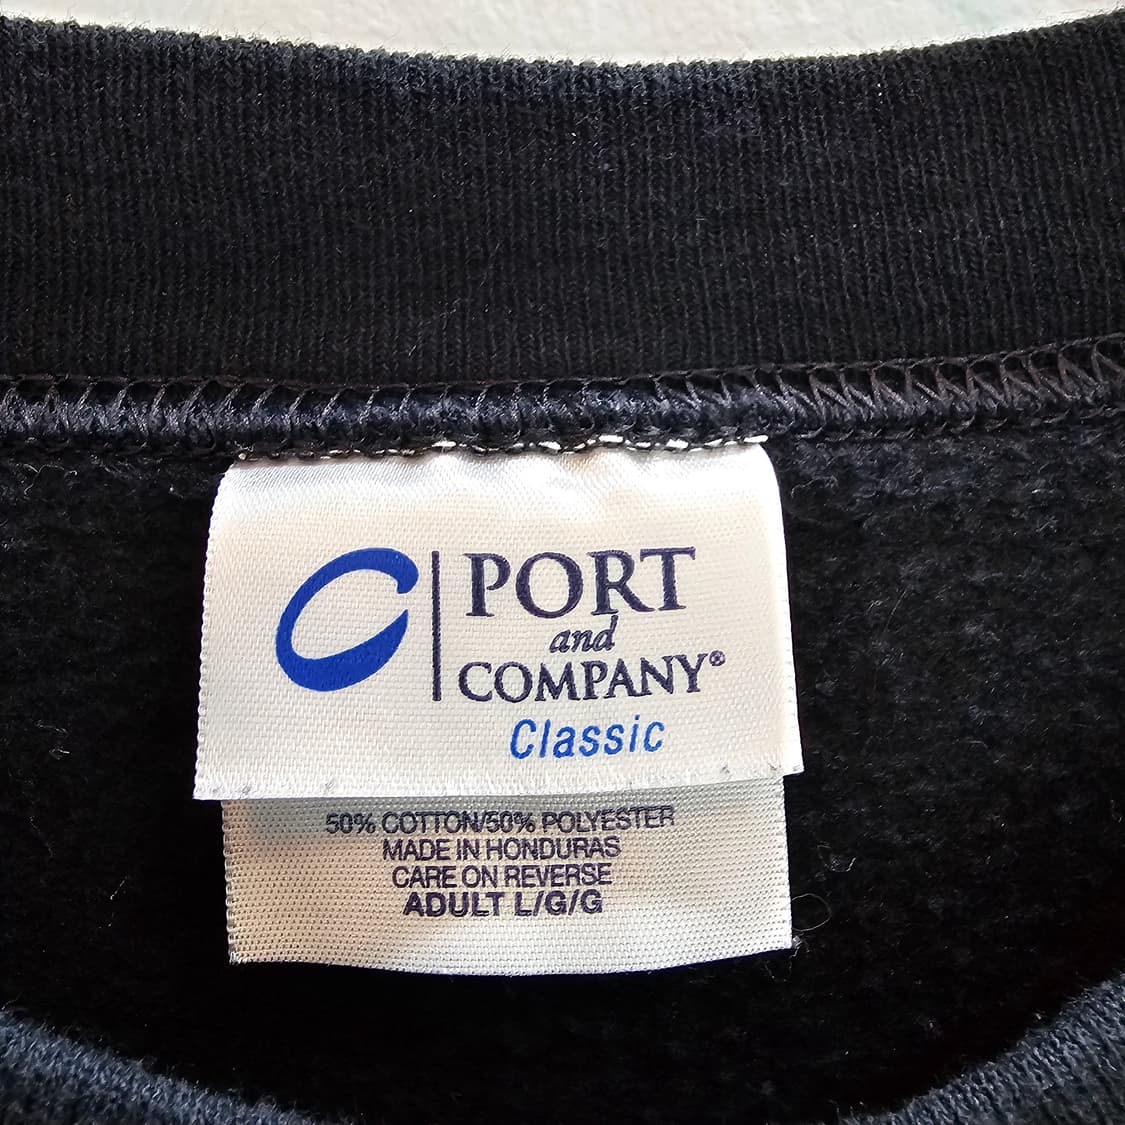 PORT
and
COMPANY®
Classic
50% COTTON/50% POLYESTER
MADE IN HONDURAS
CARE ON REVERSE
ADULT L/G/G